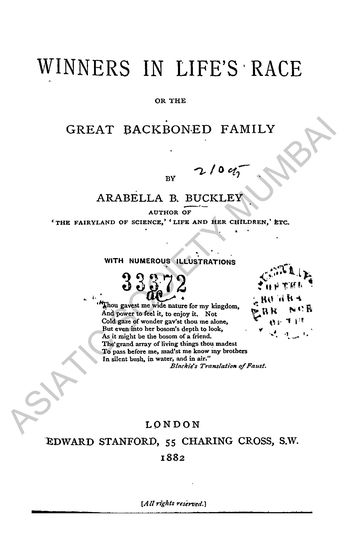 WINNERS IN LIFE'S RACE
OR THE
GREAT BACKBONED FAMILY
BY
ARABELLA B. BUCKLEY
AUTHOR OF
'THE FAIRYLAND OF SCIENCE,' 'LIFE AND HER CHILDREN,' ETC.
WITH NUMEROUS ILLUSTRATIONS
33372
"Thou gavest me wide nature for my kingdom,
And power to feel it, to enjoy it. Not
Cold gaze of wonder gav'st thou me alone,
But even into her bosom's depth to look,
As it might be the bosom of a friend.
The grand array of living things thou madest
To pass before me, mad'st me know my brothers
In silent bush, in water, and in air."
Blackie's Translation of Faust.
LONDON
EDWARD STANFORD, 55 CHARING CROSS, S.W.
1882
[All rights reserved.]
ASIATIC SOCIETY MUMBAI